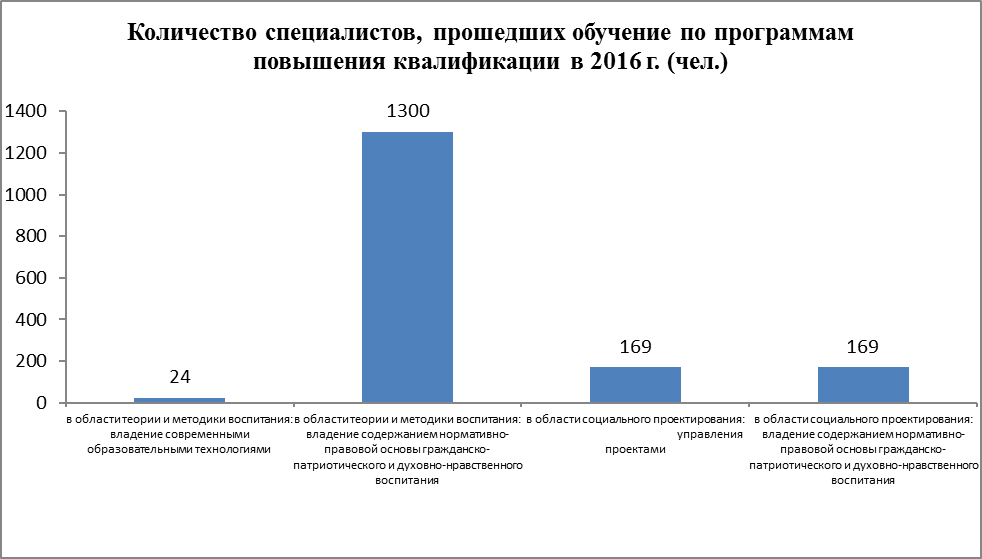 Количество специалистов, прошедших обучение по программам
повышения квалификации в 2016 г. (чел.)
1400
1200
1000
800
600
400
200
0
24
1300
169
169
в области теории и методики воспитания:
владение современными
образовательными технологиями
в области теории и методики воспитания:
владение содержанием нормативно-
правовой основы гражданско-
патриотического и духовно-нравственного
воспитания
в области социального проектирования:
управления
проектами
в области социального проектирования:
владение содержанием нормативно-
правовой основы гражданско-
патриотического и духовно-нравственного
воспитания